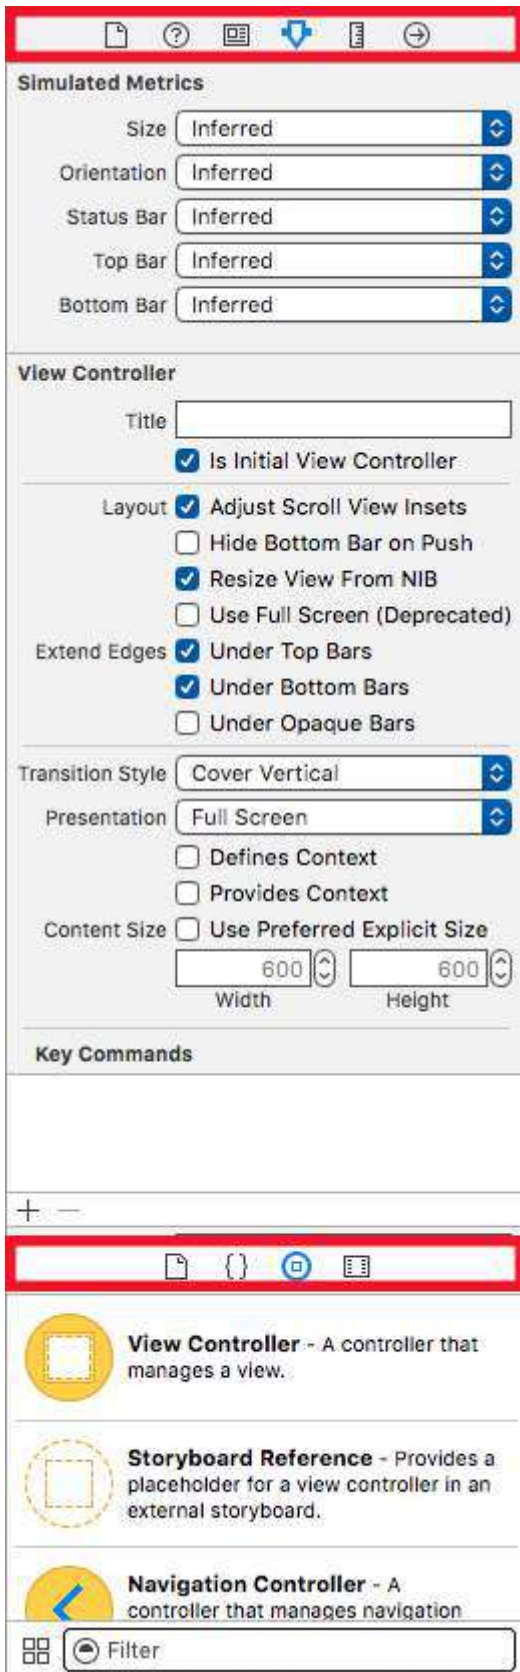 Simulated Metrics
Size Inferred
Orientation Inferred
Status Bar Inferred
Top Bar Inferred
Bottom Bar Inferred
View Controller
Title
Is Initial View Controller
Layout Adjust Scroll View Insets
Hide Bottom Bar on Push
Resize View From NIB
Use Full Screen (Deprecated)
Extend Edges Under Top Bars
Under Bottom Bars
Under Opaque Bars
Transition Style Cover Vertical
Presentation Full Screen
Defines Context
Provides Context
Content Size Use Preferred Explicit Size
600 600
Width Height
Key Commands
View Controller - A controller that
manages a view.
Storyboard Reference - Provides a
placeholder for a view controller in an
external storyboard.
Navigation Controller - A
controller that manages navigation
Filter